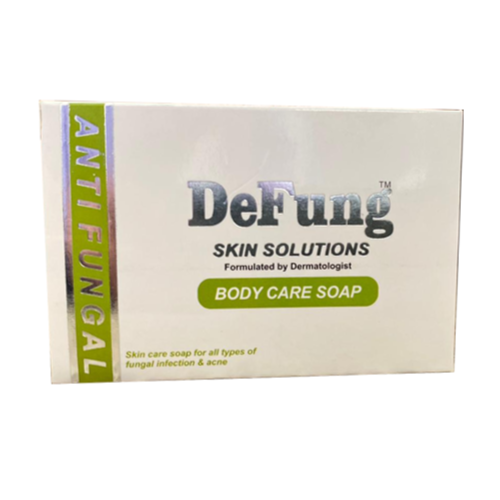 ANTIFUNGAL
DeFung™
SKIN SOLUTIONS
Formulated by Dermatologist
BODY CARE SOAP
Skin care soap for all types of
fungal infection & acne